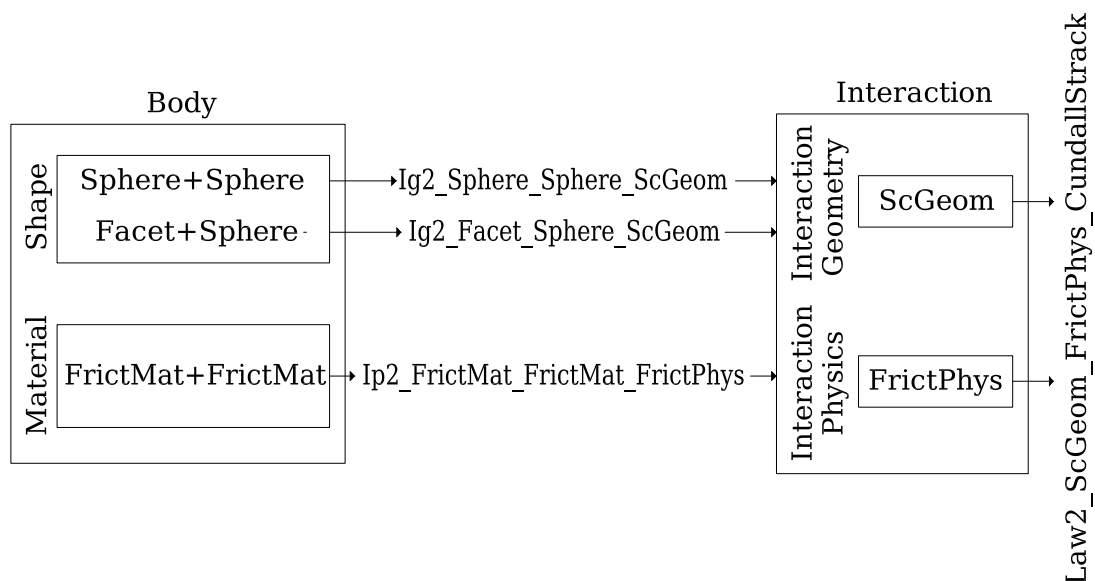 Body
Shape
Sphere+Sphere
Facet+Sphere
Material
FrictMat+FrictMat
Ig2_Sphere_Sphere_ScGeom
Ig2_Facet_Sphere_ScGeom
Ip2_FrictMat_FrictMat_FrictPhys
Interaction
Interaction
Geometry
ScGeom
Interaction
Physics
FrictPhys
Law2_ScGeom_FrictPhys_CundallStrack